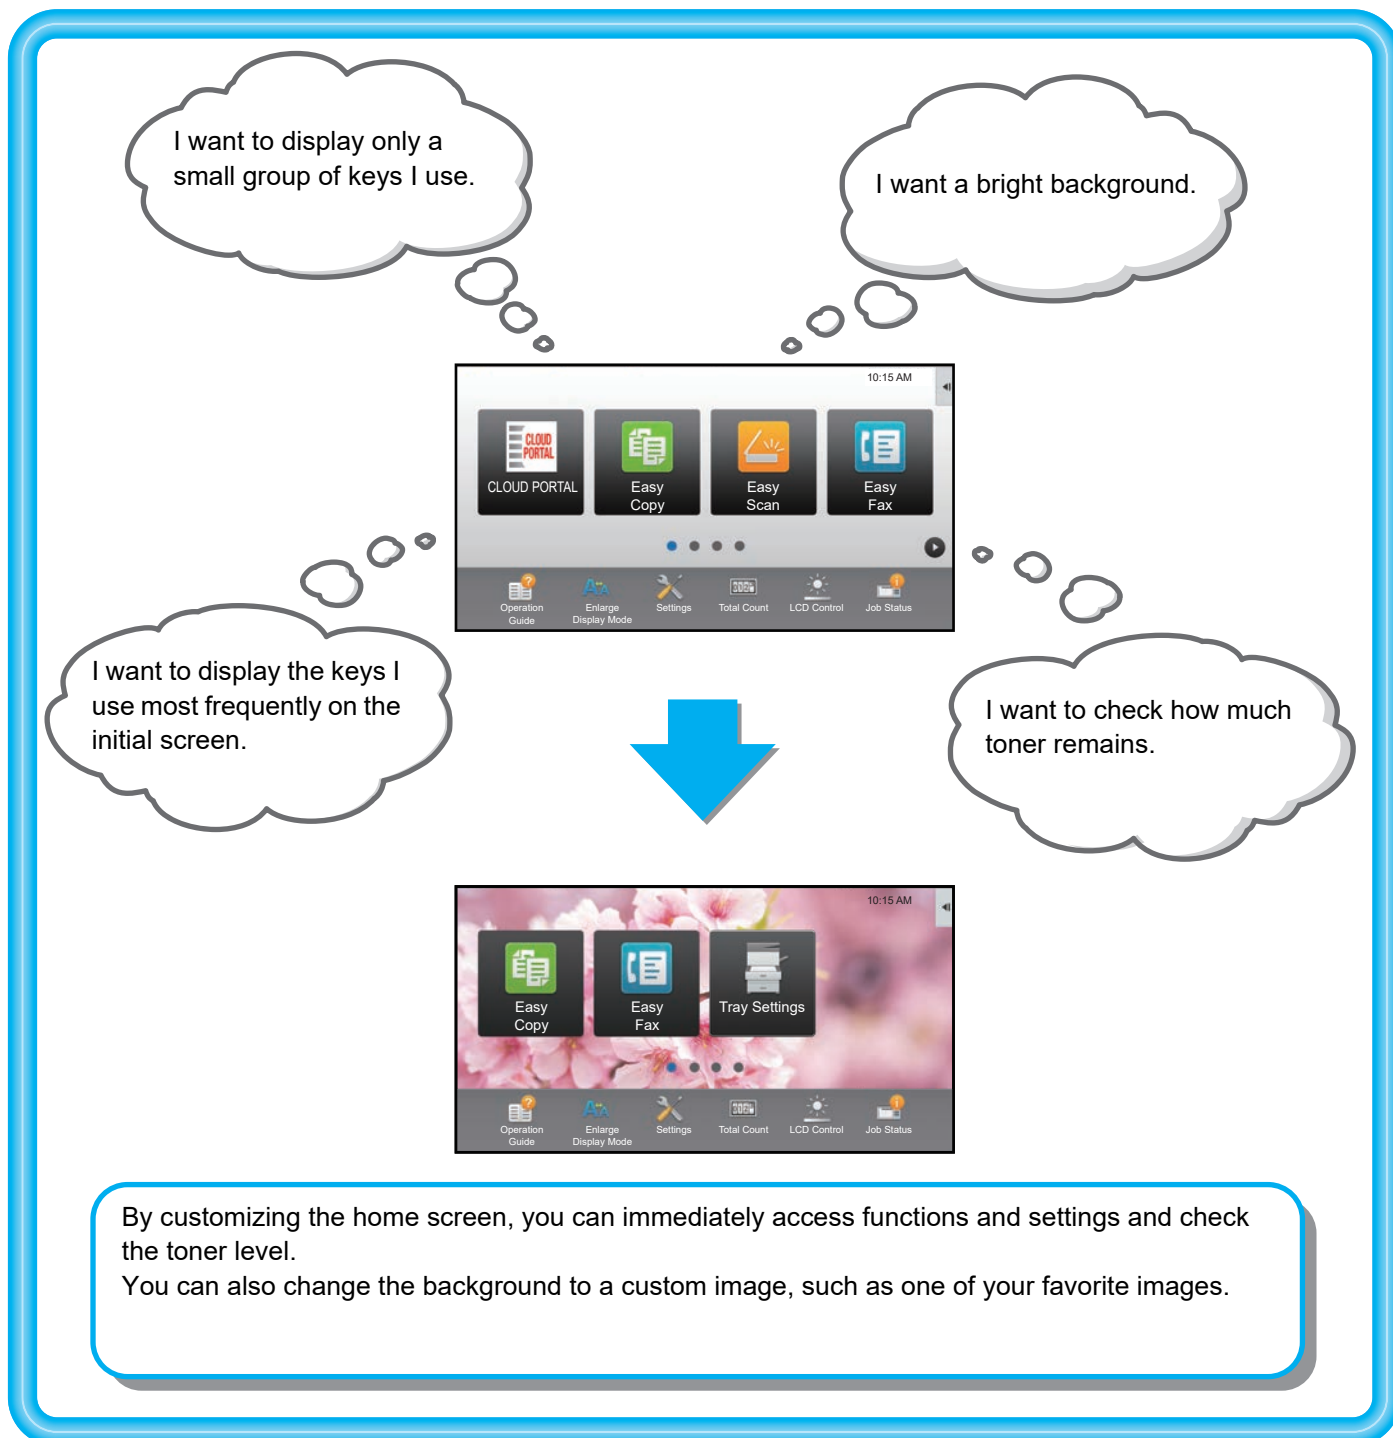 I want to display only a
small group of keys I use.
I want a bright background.
10:15 AM
CLOUD
PORTAL
CLOUD PORTAL
Easy
Copy
Easy
Scan
Easy
Fax
Operation
Guide
Enlarge
Display Mode
Settings
Total Count
LCD Control
Job Status
I want to display the keys I
use most frequently on the
initial screen.
I want to check how much
toner remains.
10:15 AM
Easy
Copy
Easy
Fax
Tray Settings
Operation
Guide
Enlarge
Display Mode
Settings
Total Count
LCD Control
Job Status
By customizing the home screen, you can immediately access functions and settings and check
the toner level.
You can also change the background to a custom image, such as one of your favorite images.